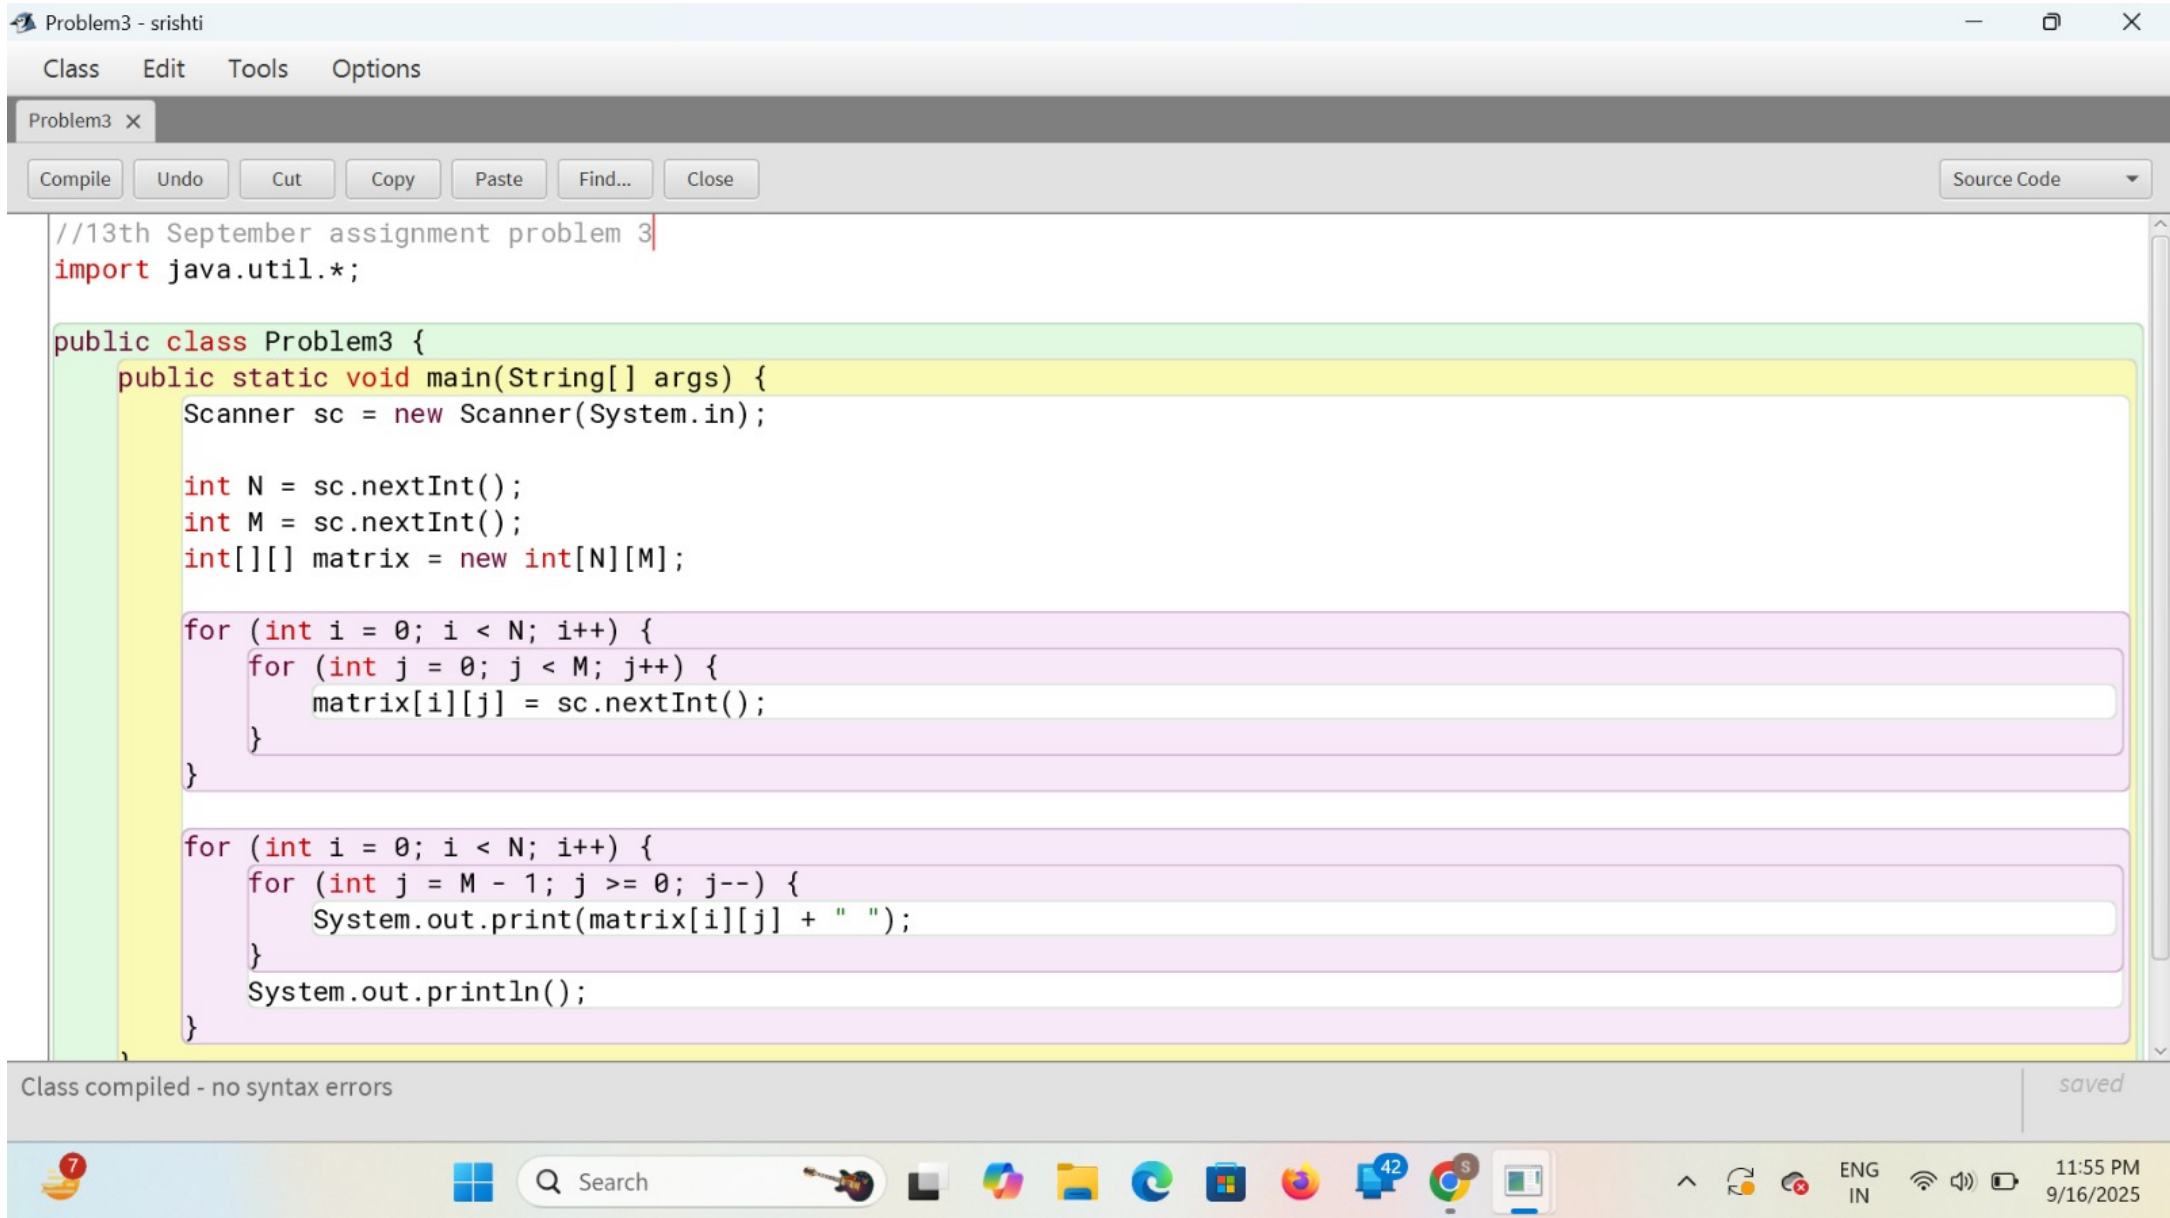 Problem3 - srishti
Class Edit Tools Options
Problem3
Compile Undo Cut Copy Paste Find... Close Source Code
//13th September assignment problem 3
import java.util.*;
public class Problem3 {
public static void main(String[] args) {
Scanner sc = new Scanner(System.in);
int N = sc.nextInt();
int M = sc.nextInt();
int[][] matrix = new int[N][M];
for (int i = 0; i < N; i++) {
for (int j = 0; j < M; j++) {
matrix[i][j] = sc.nextInt();
}
}
for (int i = 0; i < N; i++) {
for (int j = M - 1; j >= 0; j--) {
System.out.print(matrix[i][j] + " ");
}
System.out.println();
}
}
Class compiled - no syntax errors saved
7 Search 42 S ENG 11:55 PM
IN 9/16/2025